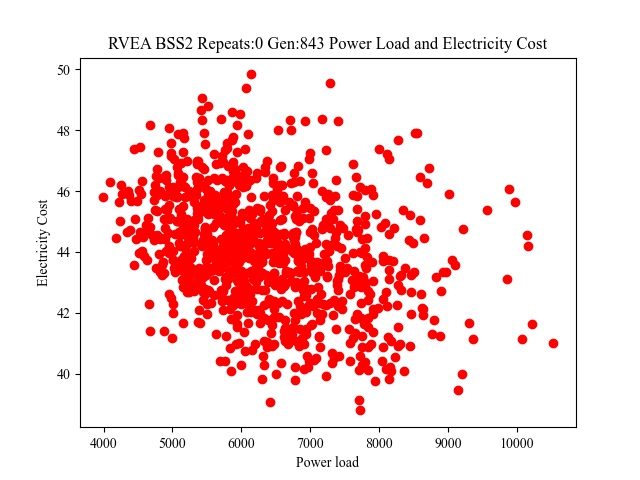 RVEA BSS2 Repeats:0 Gen:843 Power Load and Electricity Cost
50
48
46
44
42
40
Electricity Cost
4000 5000 6000 7000 8000 9000 10000
Power load